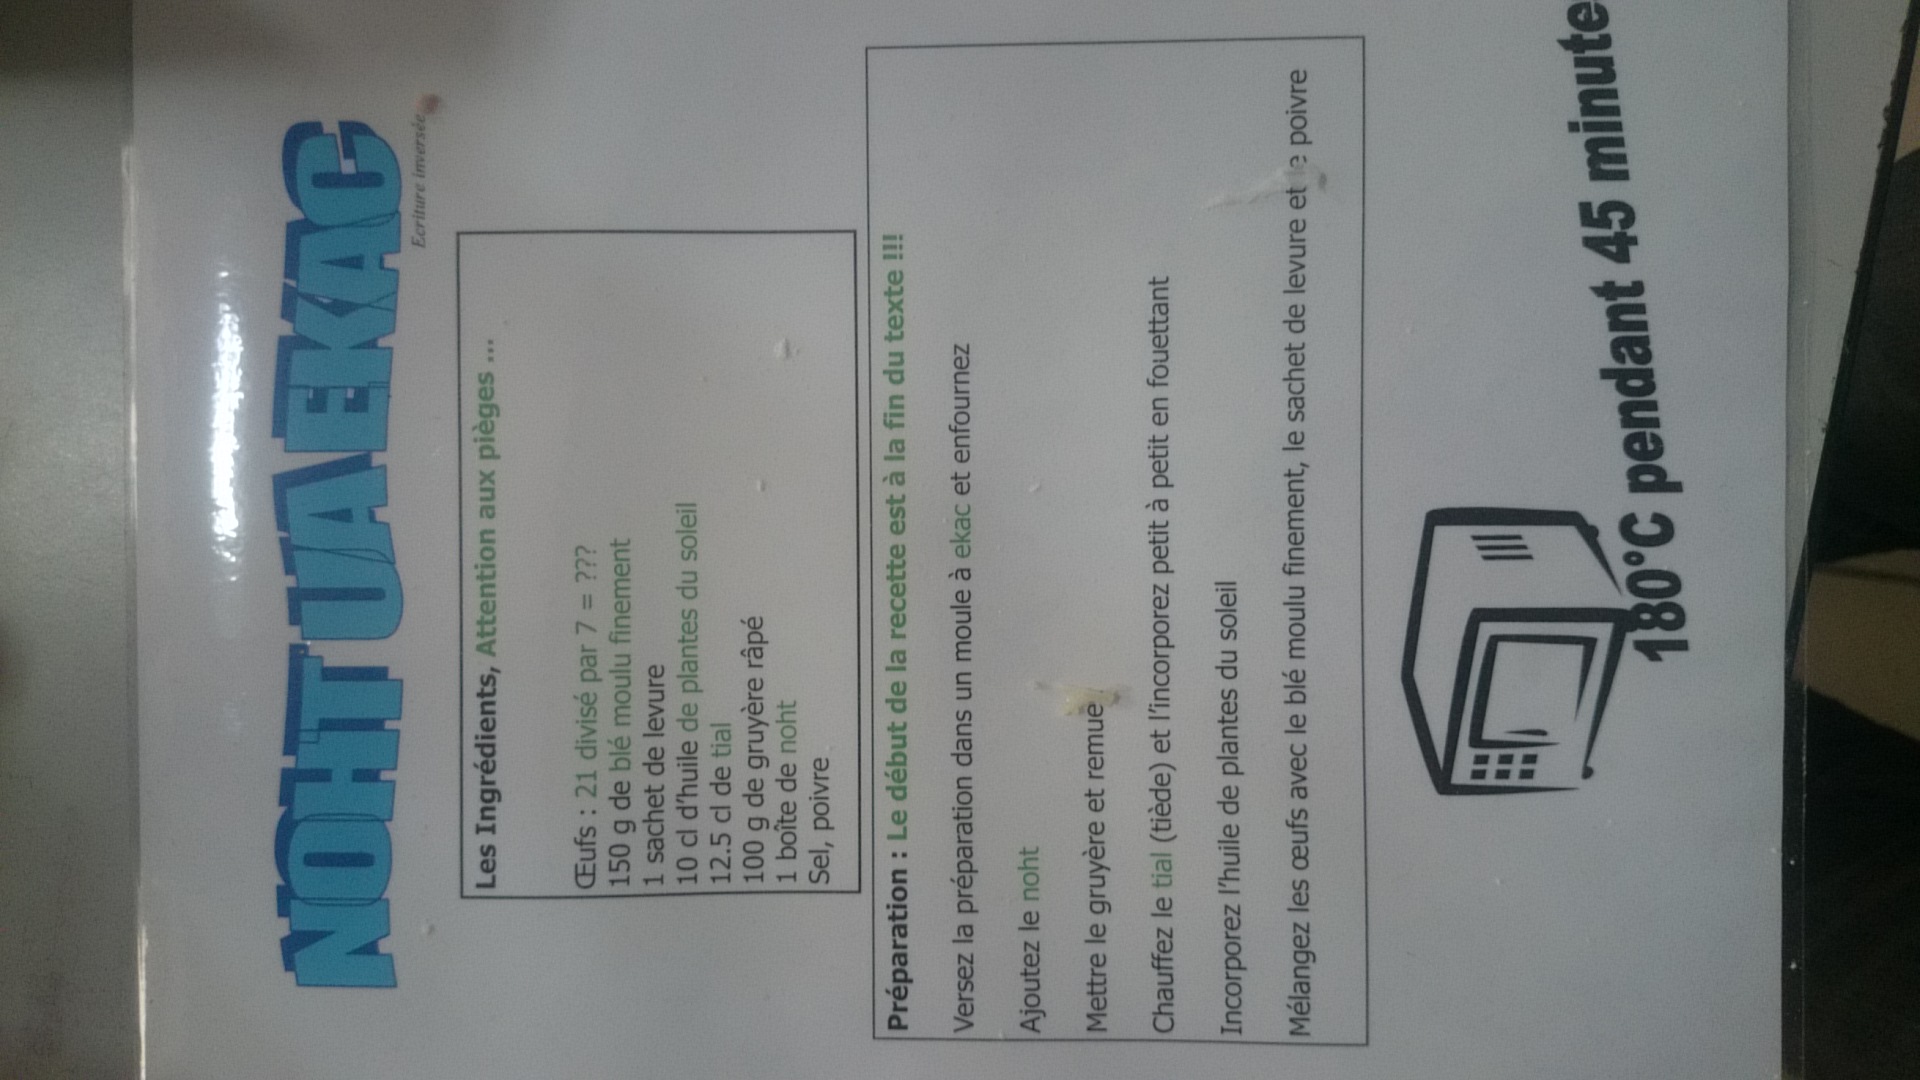 NOHT UA EKAC
Ecriture inversée
Les Ingrédients, Attention aux pièges ...
Œufs : 21 divisé par 7 = ???
150 g de blé moulu finement
1 sachet de levure
10 cl d'huile de plantes du soleil
12.5 cl de tial
100 g de gruyère râpé
1 boîte de noht
Sel, poivre
Préparation : Le début de la recette est à la fin du texte !!!
Versez la préparation dans un moule à ekac et enfournez
Ajoutez le noht
Mettre le gruyère et remuer
Chauffez le tial (tiède) et l'incorporez petit à petit en fouettant
Incorporez l'huile de plantes du soleil
Mélangez les œufs avec le blé moulu finement, le sachet de levure et le poivre
180°C pendant 45 minute